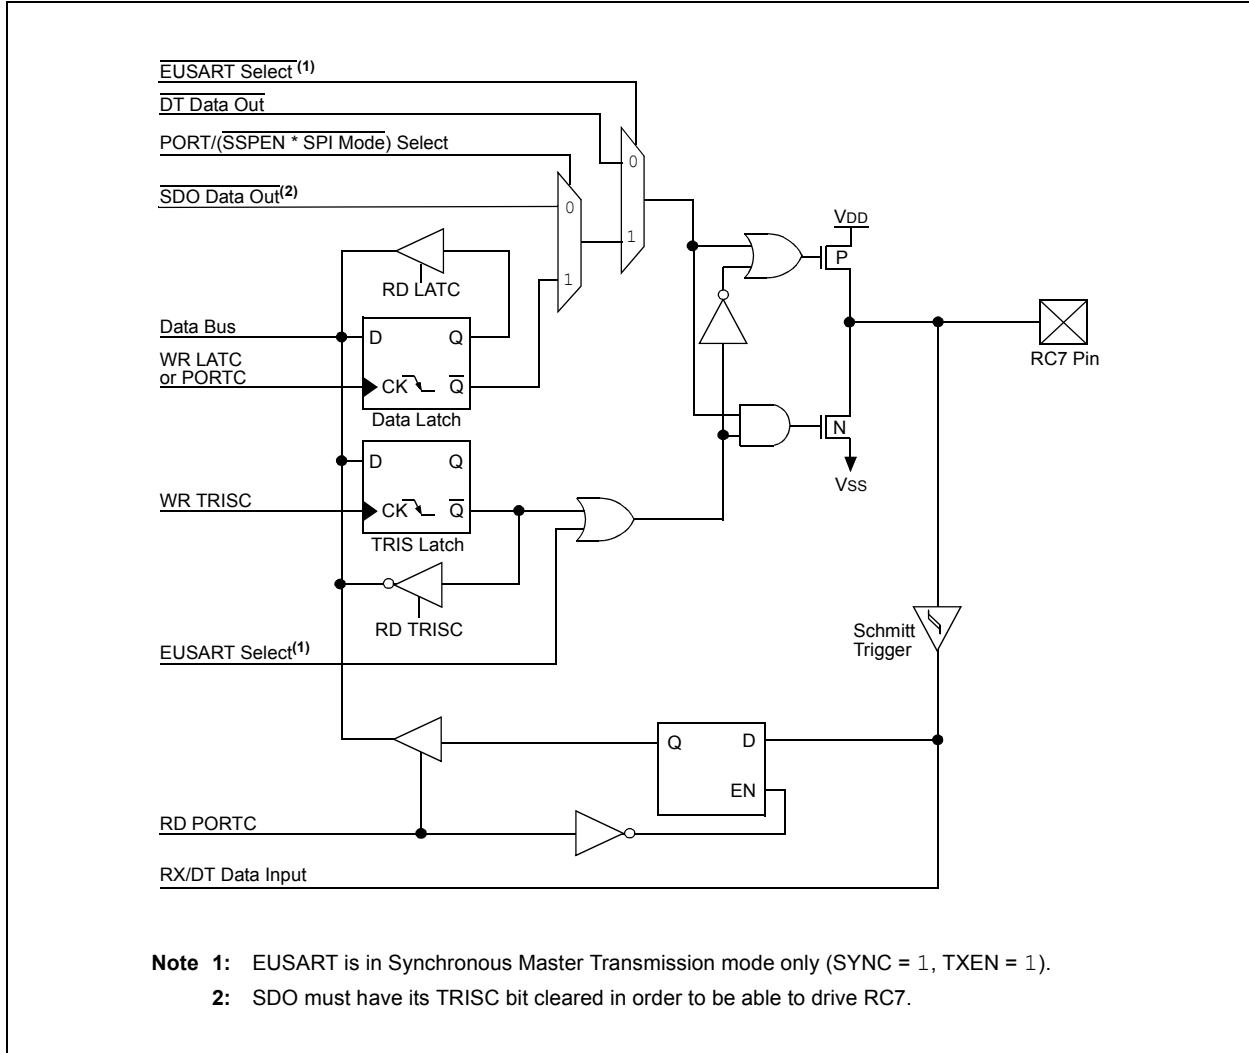 EUSART Select(1)
DT Data Out
PORT/(SSPEN * SPI Mode) Select
SDO Data Out(2)
0
1
0
1
RD LATC
Data Bus
D
Q
WR LATC
or PORTC
CK
Q
Data Latch
D
Q
WR TRISC
CK
Q
TRIS Latch
RD TRISC
EUSART Select(1)
VDD
P
N
VSS
RC7 Pin
Schmitt
Trigger
Q
D
EN
RD PORTC
RX/DT Data Input
Note 1: EUSART is in Synchronous Master Transmission mode only (SYNC = 1, TXEN = 1).
2: SDO must have its TRISC bit cleared in order to be able to drive RC7.